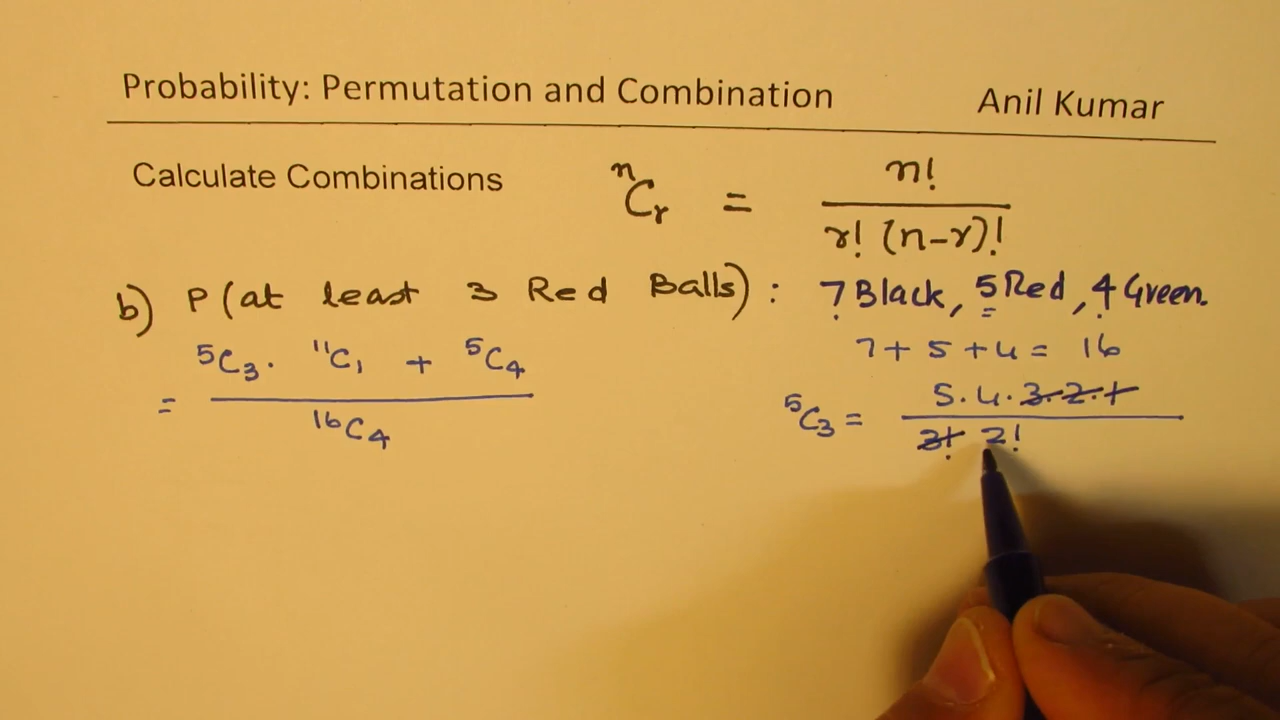 Probability: Permutation and Combination Anil Kumar
Calculate Combinations ⁿCᵣ = n! / r! (n-r)!
b) P(at least 3 Red Balls) : 7 Black, 5 Red, 4 Green.
7 + 5 + 4 = 16
= ⁵C₃ · ¹¹C₁ + ⁵C₄ / ¹⁶C₄
⁵C₃ = 5 · 4 · 3 · 2 · 1 / 3! 2!